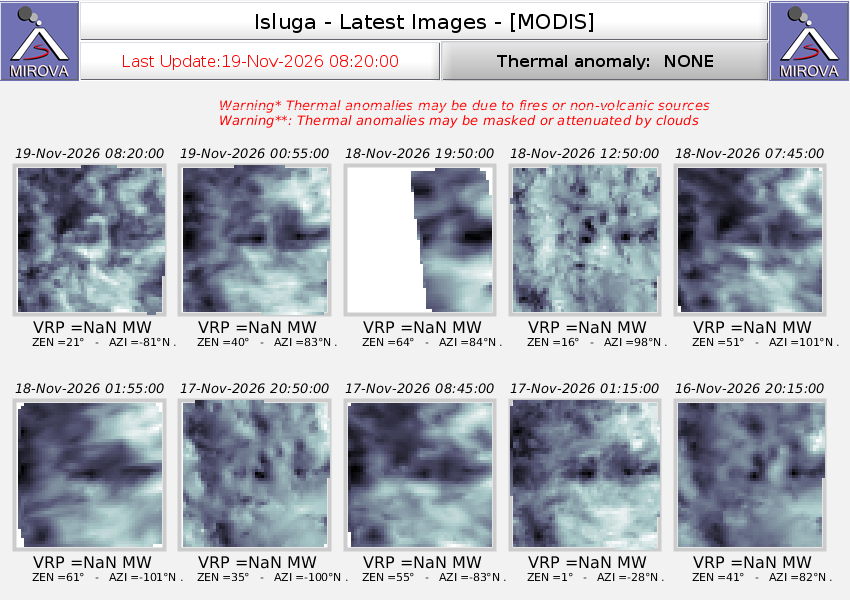 Isluga - Latest Images - [MODIS]
MIROVA
Last Update:19-Nov-2026 08:20:00
Thermal anomaly: NONE
MIROVA
Warning* Thermal anomalies may be due to fires or non-volcanic sources
Warning**: Thermal anomalies may be masked or attenuated by clouds
19-Nov-2026 08:20:00 19-Nov-2026 00:55:00 18-Nov-2026 19:50:00 18-Nov-2026 12:50:00 18-Nov-2026 07:45:00
VRP =NaN MW VRP =NaN MW VRP =NaN MW VRP =NaN MW VRP =NaN MW
ZEN =21° - AZI =-81°N . ZEN =40° - AZI =83°N . ZEN =64° - AZI =84°N . ZEN =16° - AZI =98°N . ZEN =51° - AZI =101°N .
18-Nov-2026 01:55:00 17-Nov-2026 20:50:00 17-Nov-2026 08:45:00 17-Nov-2026 01:15:00 16-Nov-2026 20:15:00
VRP =NaN MW VRP =NaN MW VRP =NaN MW VRP =NaN MW VRP =NaN MW
ZEN =61° - AZI =-101°N . ZEN =35° - AZI =-100°N . ZEN =55° - AZI =-83°N . ZEN =1° - AZI =-28°N . ZEN =41° - AZI =82°N .